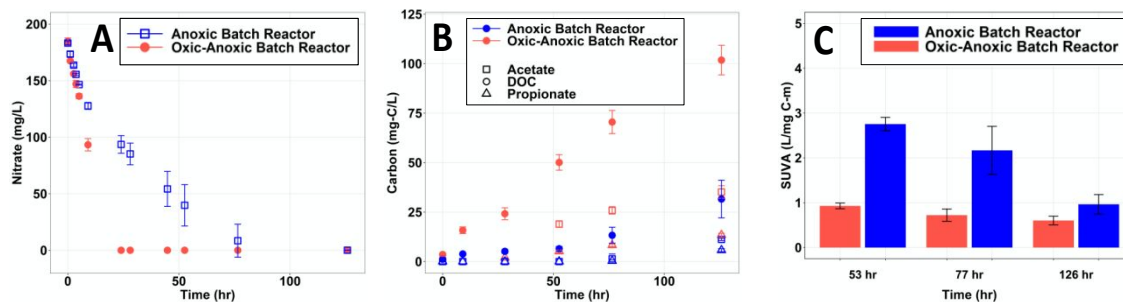 A
Anoxic Batch Reactor
Oxic-Anoxic Batch Reactor
Nitrate (mg/L)
200
150
100
50
0
0
50
100
Time (hr)
B
Anoxic Batch Reactor
Oxic-Anoxic Batch Reactor
Acetate
DOC
Propionate
Carbon (mg-C/L)
125
100
75
50
25
0
0
50
100
Time (hr)
C
Anoxic Batch Reactor
Oxic-Anoxic Batch Reactor
SUVA (L/mg C-m)
5
4
3
2
1
0
53 hr
77 hr
126 hr
Time (hr)